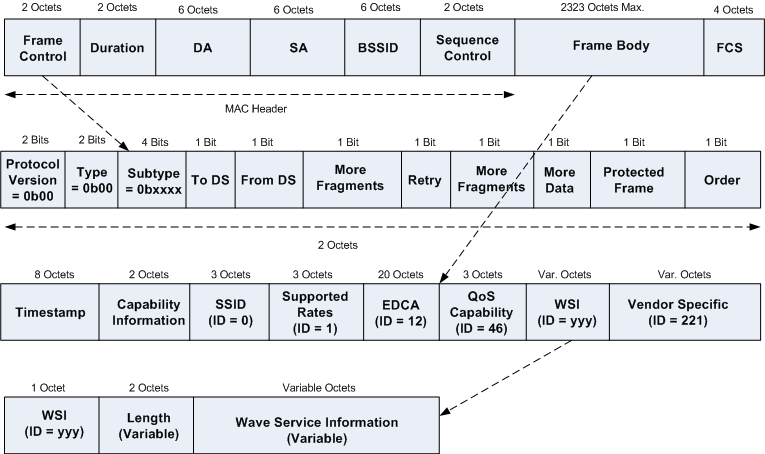 2 Octets 2 Octets 6 Octets 6 Octets 6 Octets 2 Octets 2323 Octets Max. 4 Octets
Frame
Control
Duration
DA
SA
BSSID
Sequence
Control
Frame Body
FCS
MAC Header
2 Bits 2 Bits 4 Bits 1 Bit 1 Bit 1 Bit 1 Bit 1 Bit 1 Bit 1 Bit 1 Bit
Protocol
Version
= 0b00
Type
= 0b00
Subtype
= 0bxxxx
To DS
From DS
More
Fragments
Retry
More
Fragments
More
Data
Protected
Frame
Order
2 Octets
8 Octets 2 Octets 3 Octets 3 Octets 20 Octets 3 Octets Var. Octets Var. Octets
Timestamp
Capability
Information
SSID
(ID = 0)
Supported
Rates
(ID = 1)
EDCA
(ID = 12)
QoS
Capability
(ID = 46)
WSI
(ID = yyy)
Vendor Specific
(ID = 221)
1 Octet 2 Octets Variable Octets
WSI
(ID = yyy)
Length
(Variable)
Wave Service Information
(Variable)